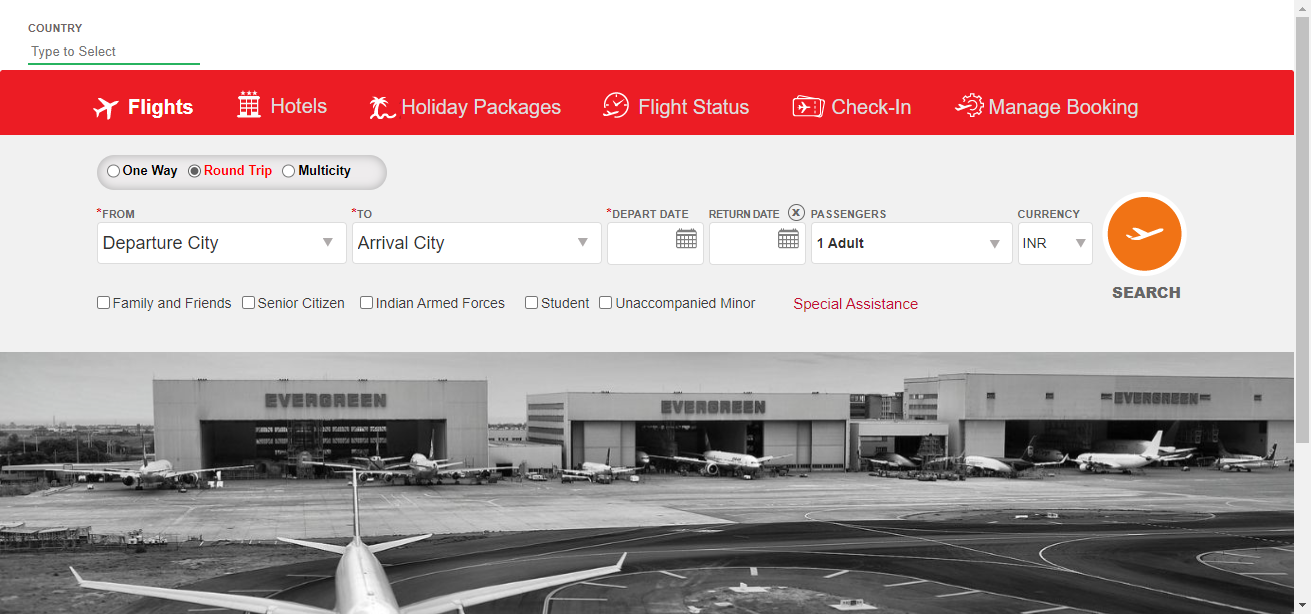 COUNTRY
Type to Select
Flights Hotels Holiday Packages Flight Status Check-In Manage Booking
One Way Round Trip Multicity
*FROM *TO *DEPART DATE RETURN DATE PASSENGERS CURRENCY
Departure City Arrival City 1 Adult INR
SEARCH
Family and Friends Senior Citizen Indian Armed Forces Student Unaccompanied Minor Special Assistance
EVERGREEN EVERGREEN EVERGREEN